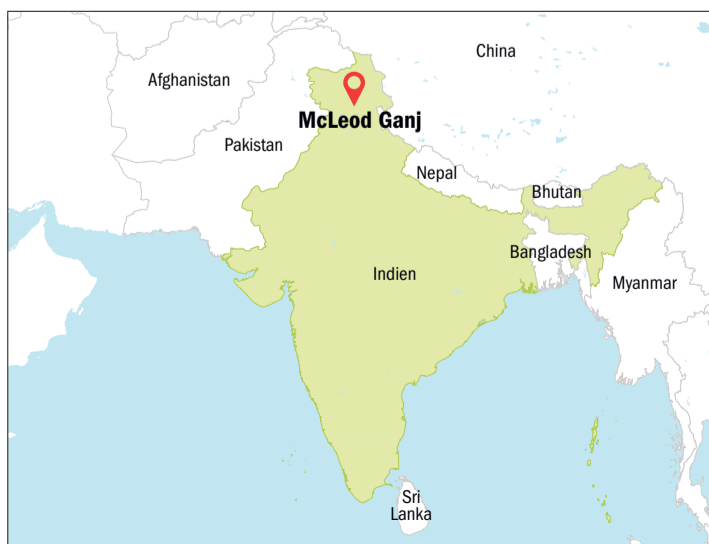 China
Afghanistan
McLeod Ganj
Pakistan
Nepal
Bhutan
Bangladesh
Indien
Myanmar
Sri
Lanka